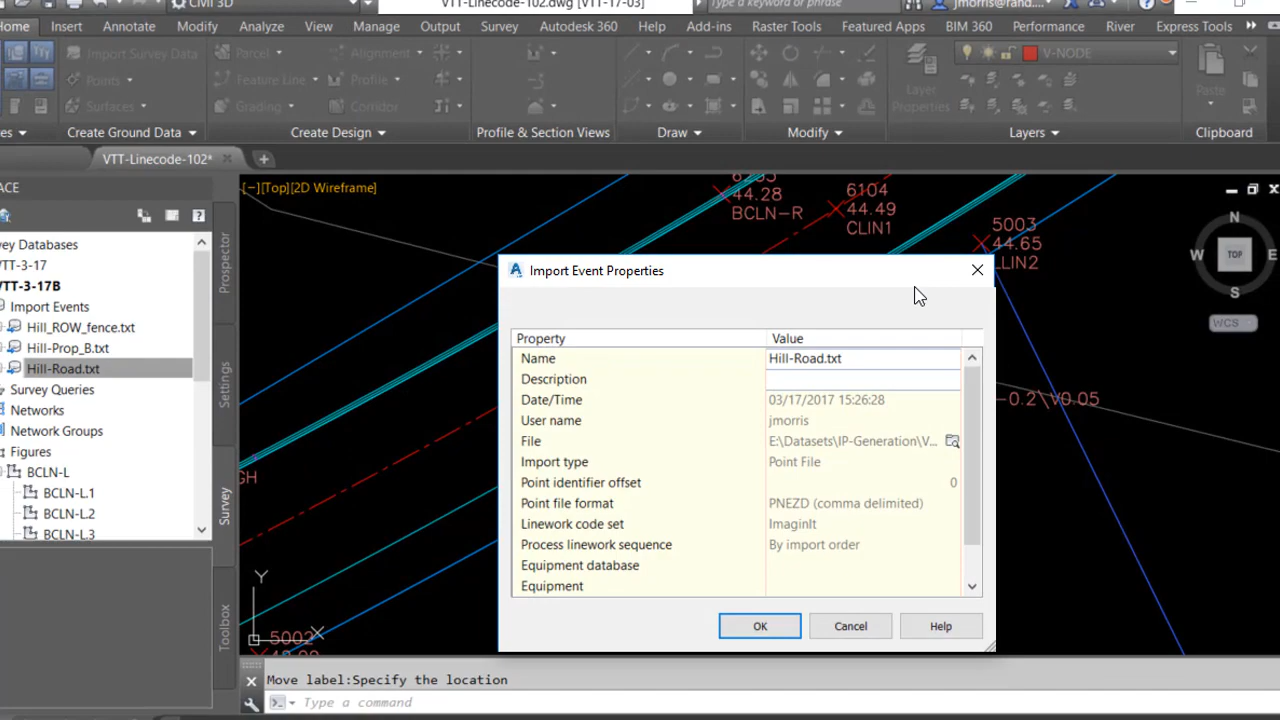 CMI 3D
VTT-Linecode-102.dwg [VTT-17-03]
Type a keyword or phrase
jmorris@rand...
Home Insert Annotate Modify Analyze View Manage Output Survey Autodesk 360 Help Add-ins Raster Tools Featured Apps BIM 360 Performance River Express Tools
Import Survey Data Parcel Alignment V-NODE
Points Feature Line Profile Layer Properties Paste
Surfaces Grading Corridor
Create Ground Data Create Design Profile & Section Views Draw Modify Layers Clipboard
VTT-Linecode-102*
[−][Top][2D Wireframe]
44.28
BCLN-R
6104
44.49
CLIN1
5003
44.65
LLIN2
N
W TOP E
S
WCS
-0.2\V0.05
GH
Y
X
5002
vey Databases
VTT-3-17
VTT-3-17B
Import Events
Hill_ROW_fence.txt
Hill-Prop_B.txt
Hill-Road.txt
Survey Queries
Networks
Network Groups
Figures
BCLN-L
BCLN-L.1
BCLN-L.2
BCLN-L.3
Prospector
Settings
Survey
Toolbox
Import Event Properties
Property Value
Name Hill-Road.txt
Description
Date/Time 03/17/2017 15:26:28
User name jmorris
File E:\Datasets\IP-Generation\V...
Import type Point File
Point identifier offset 0
Point file format PNEZD (comma delimited)
Linework code set ImaginIt
Process linework sequence By import order
Equipment database
Equipment
OK Cancel Help
Move label:Specify the location
Type a command